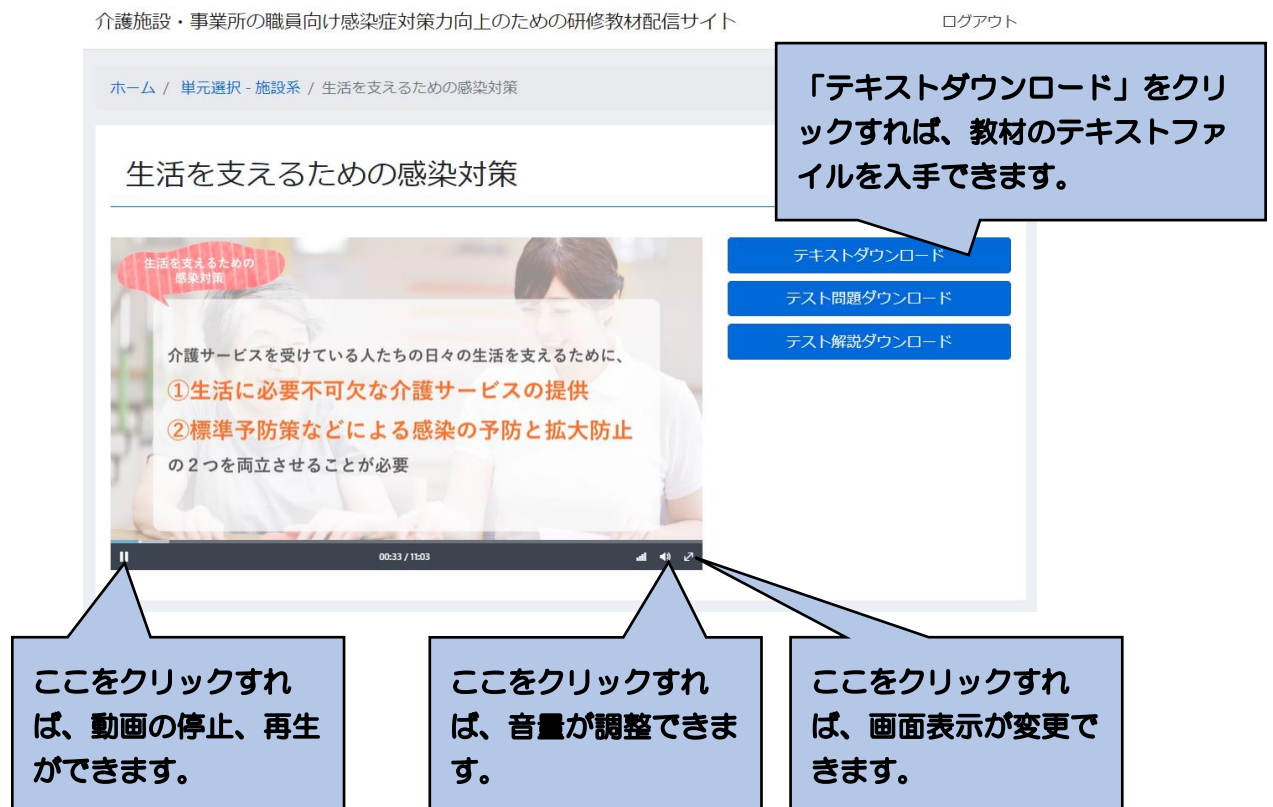 介護施設・事業所の職員向け感染症対策力向上のための研修教材配信サイト
ログアウト
ホーム / 単元選択 - 施設系 / 生活を支えるための感染対策
「テキストダウンロード」をクリ
ックすれば、教材のテキストファ
イルを入手できます。
生活を支えるための感染対策
生活を支えるための
感染対策
介護サービスを受けている人たちの日々の生活を支えるために、
①生活に必要不可欠な介護サービスの提供
②標準予防策などによる感染の予防と拡大防止
の２つを両立させることが必要
00:33 / 11:03
テキストダウンロード
テスト問題ダウンロード
テスト解説ダウンロード
ここをクリックすれ
ば、動画の停止、再生
ができます。
ここをクリックすれ
ば、音量が調整できま
す。
ここをクリックすれ
ば、画面表示が変更で
きます。